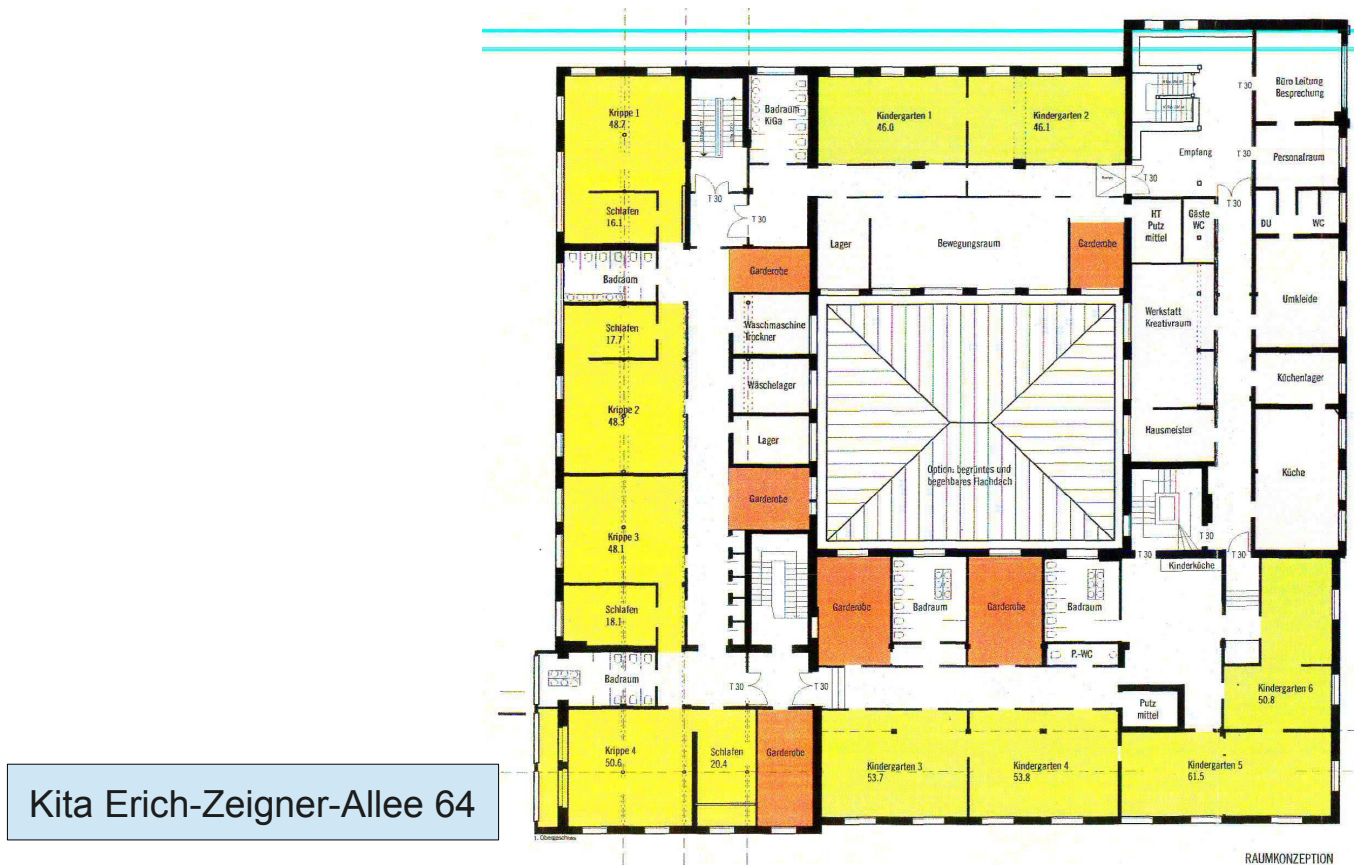 Krippe 1
48.7
Schlafen
16.1
Badraum
KiGa
Kindergarten 1
46.0
Kindergarten 2
46.1
T 30
Büro Leitung
Besprechung
Empfang
T 30
Personalraum
T 30
T 30
T 30
DU
WC
HT
Putz
mittel
Gäste
WC
Lager
Bewegungsraum
Garderobe
Badraum
Garderobe
Umkleide
Schlafen
17.7
Waschmaschine
Trockner
Werkstatt
Kreativraum
Wäschelager
Küchenlager
Krippe 2
48.3
Lager
Hausmeister
Küche
Option: begrüntes und
begehbares Flachdach
Garderobe
Krippe 3
48.1
T 30
T 30
T 30
Kinderküche
Schlafen
18.1
Garderobe
Badraum
Garderobe
Badraum
P.-WC
Badraum
T 30
T 30
Kindergarten 6
50.8
Putz
mittel
Krippe 4
50.6
Schlafen
20.4
Garderobe
Kindergarten 3
53.7
Kindergarten 4
53.8
Kindergarten 5
61.5
Kita Erich-Zeigner-Allee 64
1. Obergeschoss
RAUMKONZEPTION